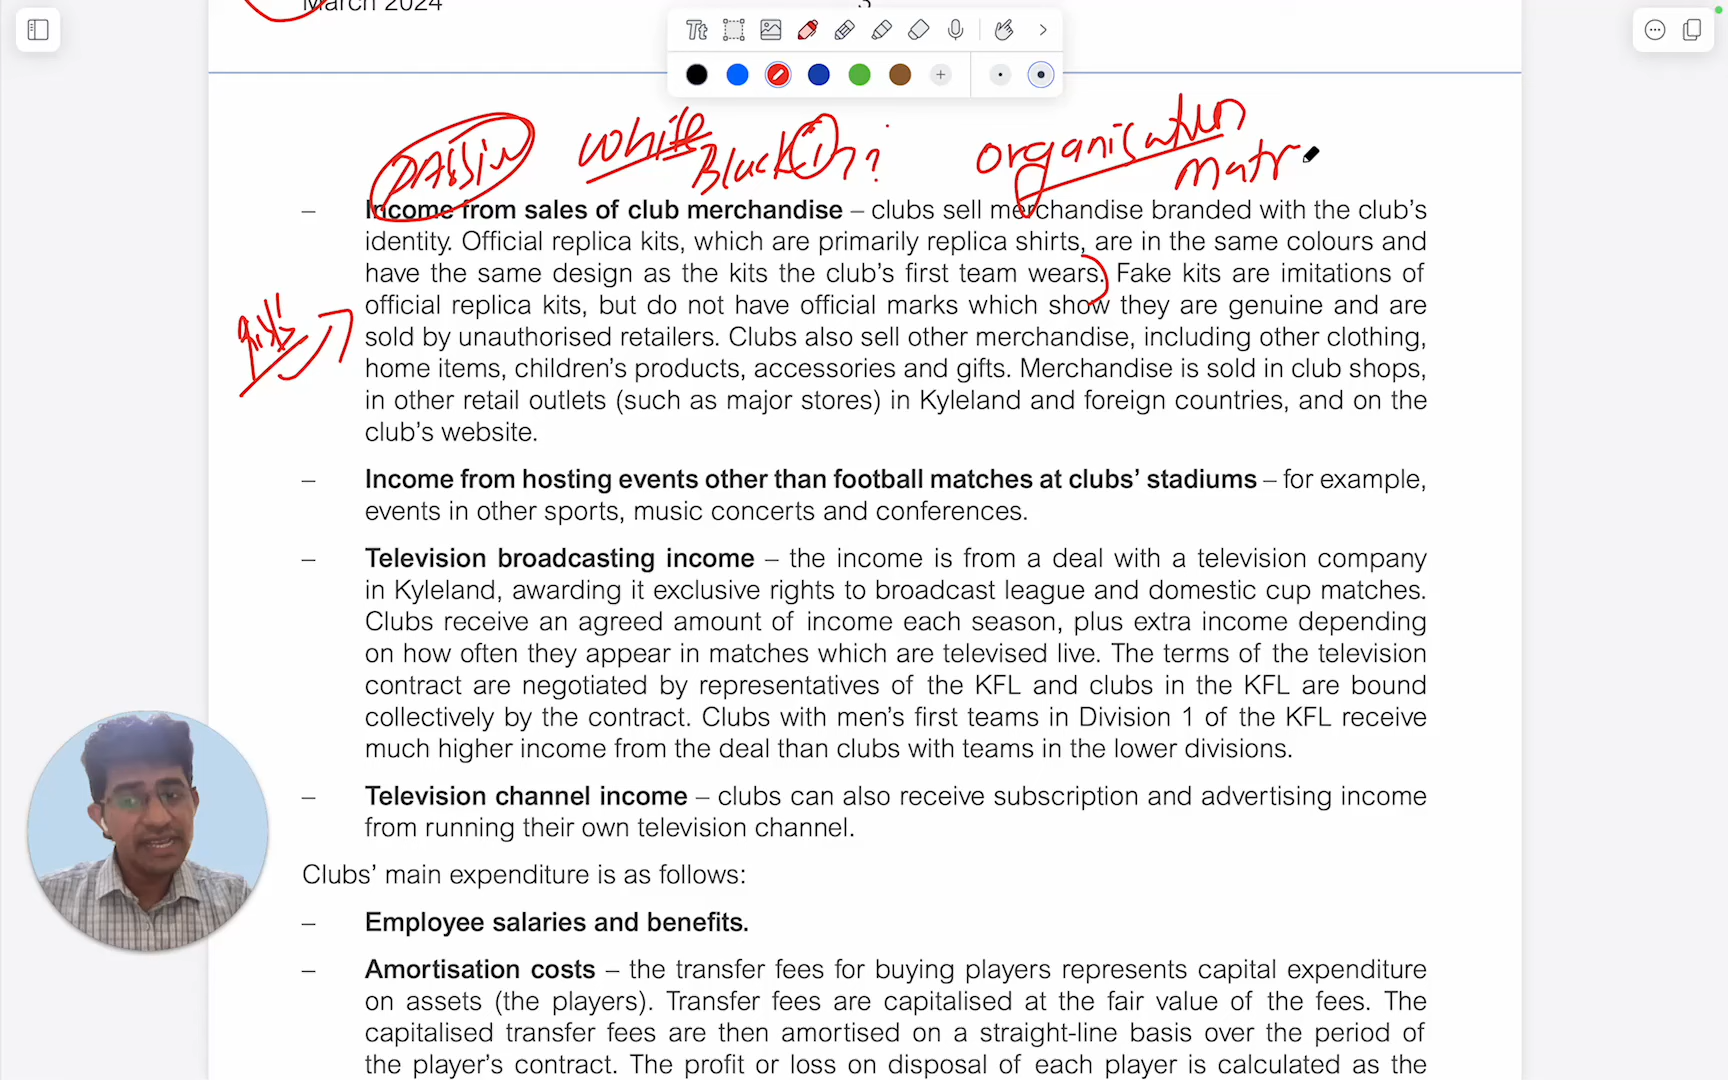 March 2024
Tt
passive white
Black organisation
matr
– Income from sales of club merchandise – clubs sell merchandise branded with the club’s
identity. Official replica kits, which are primarily replica shirts, are in the same colours and
have the same design as the kits the club’s first team wears. Fake kits are imitations of
official replica kits, but do not have official marks which show they are genuine and are
sold by unauthorised retailers. Clubs also sell other merchandise, including other clothing,
home items, children’s products, accessories and gifts. Merchandise is sold in club shops,
in other retail outlets (such as major stores) in Kyleland and foreign countries, and on the
club’s website.
– Income from hosting events other than football matches at clubs’ stadiums – for example,
events in other sports, music concerts and conferences.
– Television broadcasting income – the income is from a deal with a television company
in Kyleland, awarding it exclusive rights to broadcast league and domestic cup matches.
Clubs receive an agreed amount of income each season, plus extra income depending
on how often they appear in matches which are televised live. The terms of the television
contract are negotiated by representatives of the KFL and clubs in the KFL are bound
collectively by the contract. Clubs with men’s first teams in Division 1 of the KFL receive
much higher income from the deal than clubs with teams in the lower divisions.
– Television channel income – clubs can also receive subscription and advertising income
from running their own television channel.
Clubs’ main expenditure is as follows:
– Employee salaries and benefits.
– Amortisation costs – the transfer fees for buying players represents capital expenditure
on assets (the players). Transfer fees are capitalised at the fair value of the fees. The
capitalised transfer fees are then amortised on a straight-line basis over the period of
the player’s contract. The profit or loss on disposal of each player is calculated as the